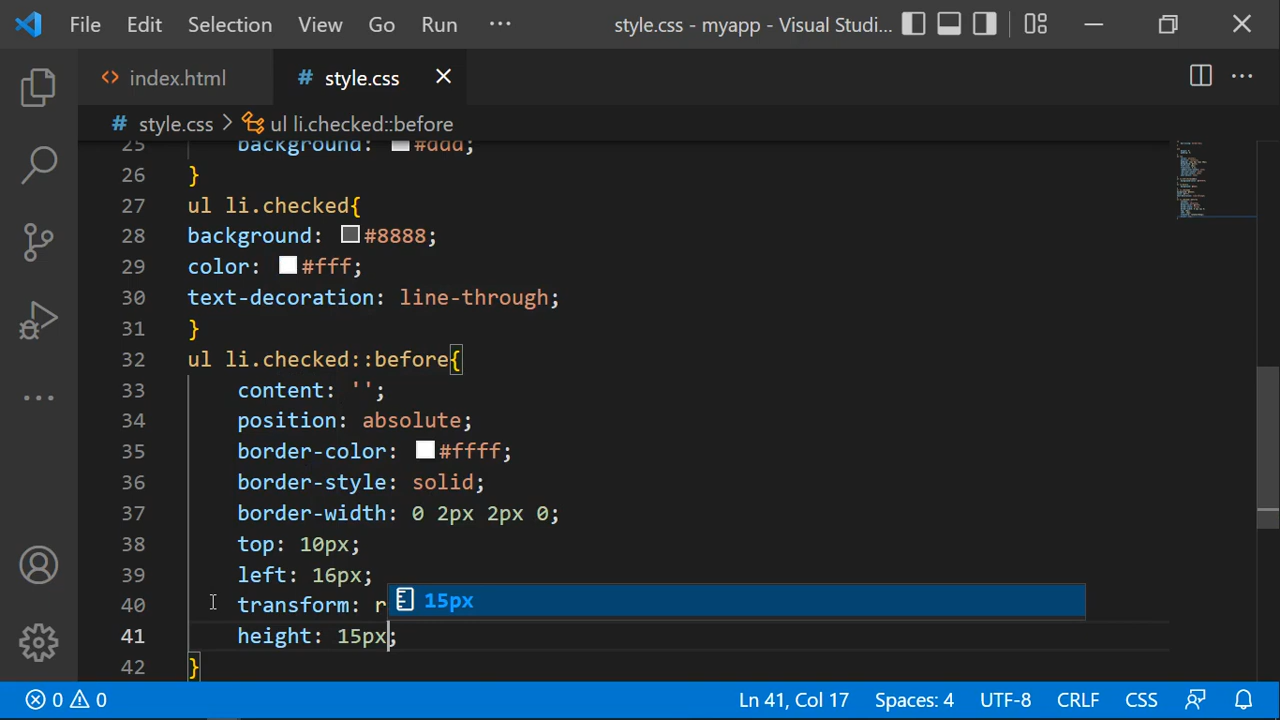 File Edit Selection View Go Run ··· style.css - myapp - Visual Studi...
index.html # style.css
# style.css > ul li.checked::before
25 background: #ddd;
26 }
27 ul li.checked{
28 background: #8888;
29 color: #fff;
30 text-decoration: line-through;
31 }
32 ul li.checked::before{
33 content: '';
34 position: absolute;
35 border-color: #ffff;
36 border-style: solid;
37 border-width: 0 2px 2px 0;
38 top: 10px;
39 left: 16px;
40 transform: r
15px
41 height: 15px;
42 }
0 0 Ln 41, Col 17 Spaces: 4 UTF-8 CRLF CSS